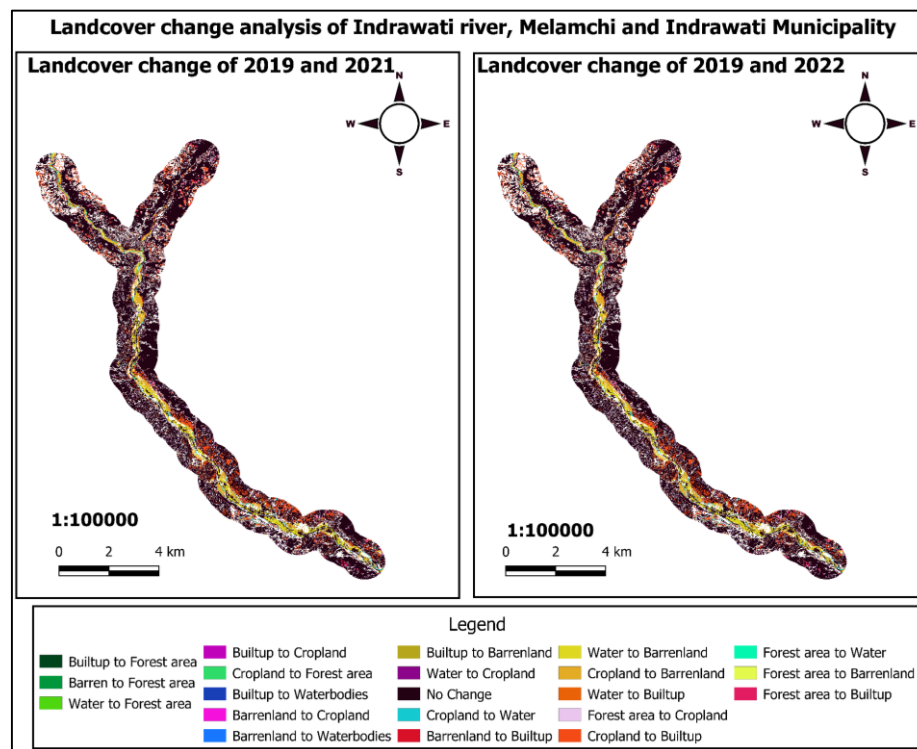 Landcover change analysis of Indrawati river, Melamchi and Indrawati Municipality
Landcover change of 2019 and 2021
N
W
E
S
1:100000
0 2 4 km
Landcover change of 2019 and 2022
N
W
E
S
1:100000
0 2 4 km
Legend
Builtup to Forest area
Barren to Forest area
Water to Forest area
Builtup to Cropland
Cropland to Forest area
Builtup to Waterbodies
Barrenland to Cropland
Barrenland to Waterbodies
Builtup to Barrenland
Water to Cropland
No Change
Cropland to Water
Barrenland to Builtup
Water to Barrenland
Cropland to Barrenland
Water to Builtup
Forest area to Cropland
Cropland to Builtup
Forest area to Water
Forest area to Barrenland
Forest area to Builtup